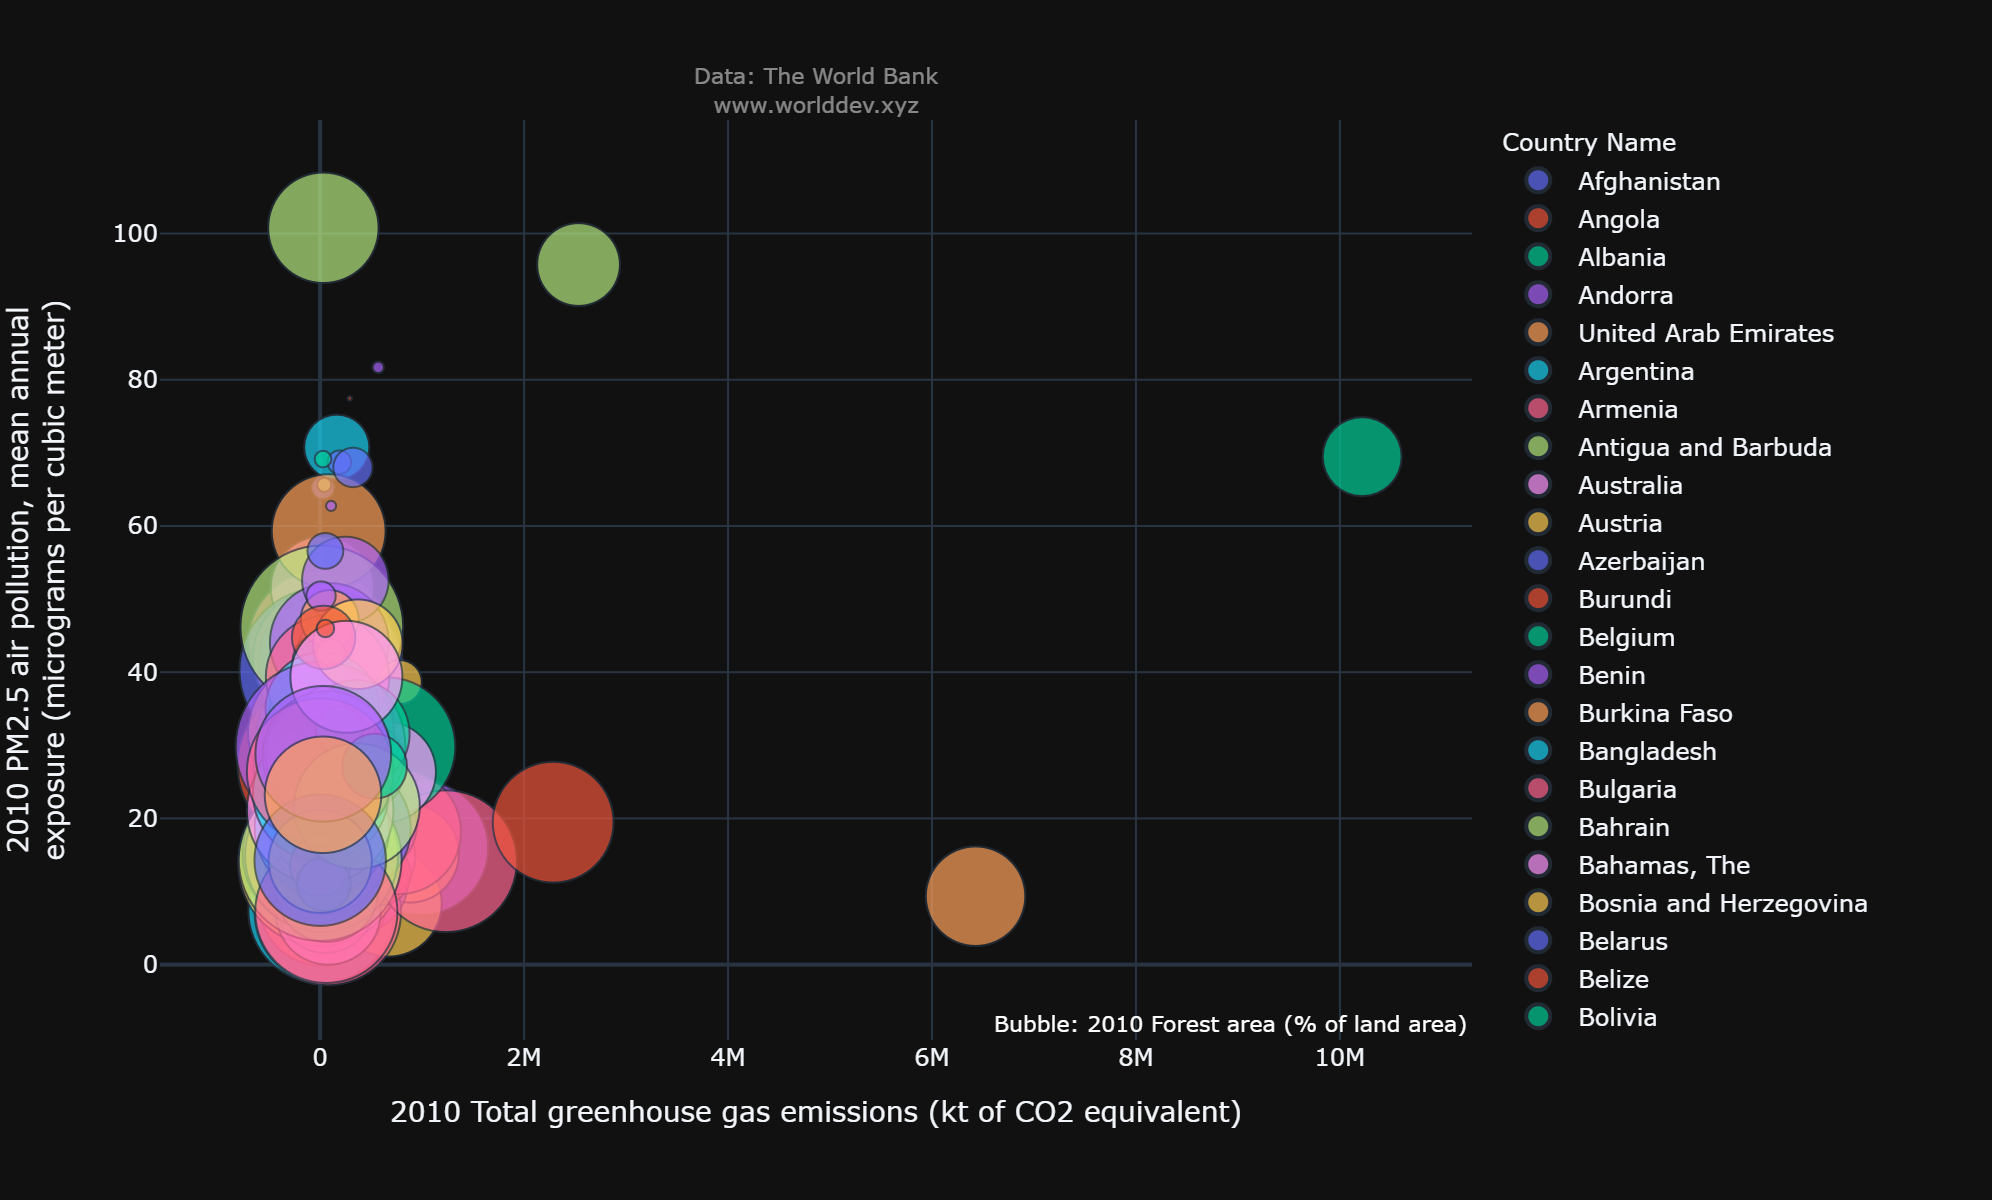 Data: The World Bank
www.worlddev.xyz
2010 PM2.5 air pollution, mean annual
exposure (micrograms per cubic meter)
100
80
60
40
20
0
0
2M
4M
6M
8M
10M
Bubble: 2010 Forest area (% of land area)
2010 Total greenhouse gas emissions (kt of CO2 equivalent)
Country Name
Afghanistan
Angola
Albania
Andorra
United Arab Emirates
Argentina
Armenia
Antigua and Barbuda
Australia
Austria
Azerbaijan
Burundi
Belgium
Benin
Burkina Faso
Bangladesh
Bulgaria
Bahrain
Bahamas, The
Bosnia and Herzegovina
Belarus
Belize
Bolivia